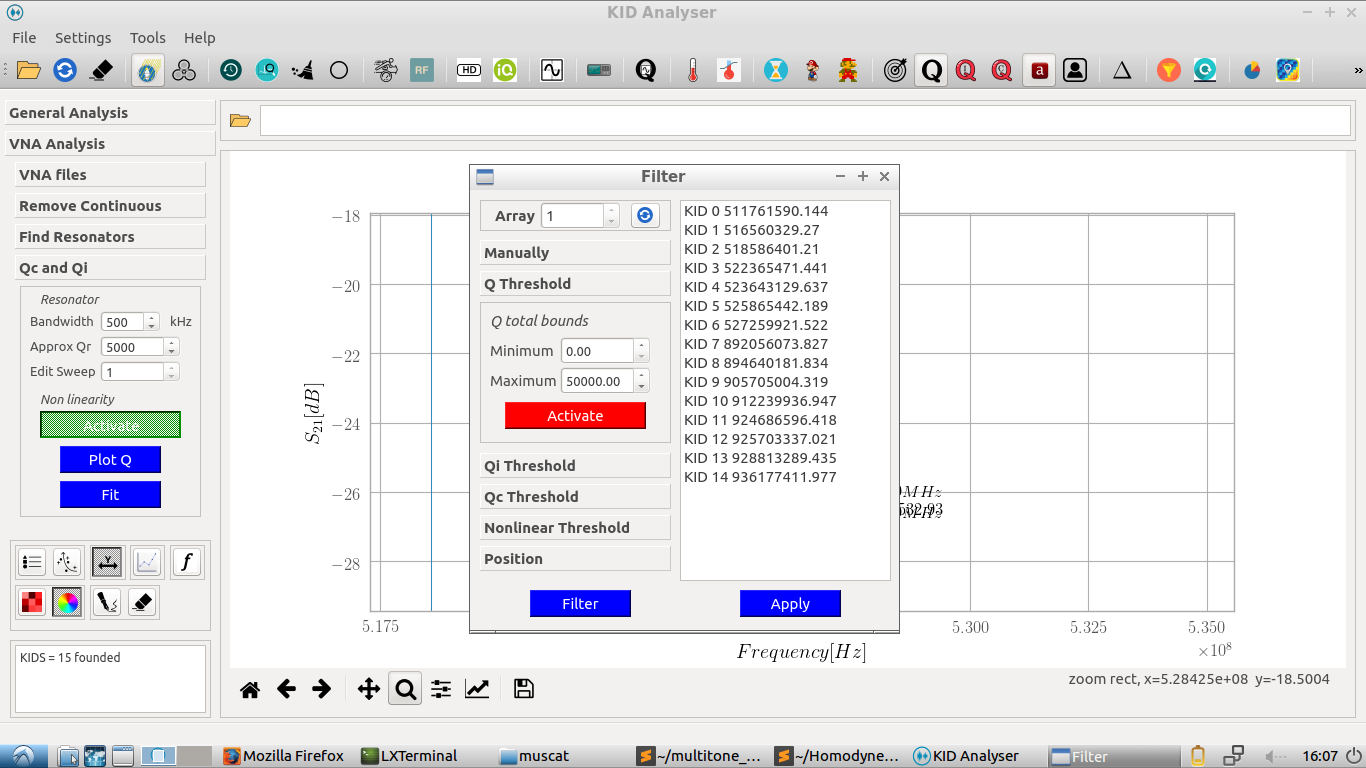 KID Analyser
File Settings Tools Help
RF
HD
iQ
Q
Q
Q
Q
a
»
General Analysis
VNA Analysis
VNA files
Remove Continuous
Find Resonators
Qc and Qi
Resonator
Bandwidth 500 kHz
Approx Qr 5000
Edit Sweep 1
Non linearity
Activate
Plot Q
Fit
f
KIDS = 15 founded
−18
−20
−22
−24
−26
−28
S21[dB]
5.175
5.300
5.325
5.350
×10^8
Frequency[Hz]
0MHz
532.93
0MHz
Filter
Array 1
Manually
Q Threshold
Q total bounds
Minimum 0.00
Maximum 50000.00
Activate
Qi Threshold
Qc Threshold
Nonlinear Threshold
Position
Filter
KID 0 511761590.144
KID 1 516560329.27
KID 2 518586401.21
KID 3 522365471.441
KID 4 523643129.637
KID 5 525865442.189
KID 6 527259921.522
KID 7 892056073.827
KID 8 894640181.834
KID 9 905705004.319
KID 10 912239936.947
KID 11 924686596.418
KID 12 925703337.021
KID 13 928813289.435
KID 14 936177411.977
Apply
zoom rect, x=5.28425e+08 y=-18.5004
Mozilla Firefox
LXTerminal
muscat
~/multitone_...
~/Homodyne...
KID Analyser
Filter
16:07